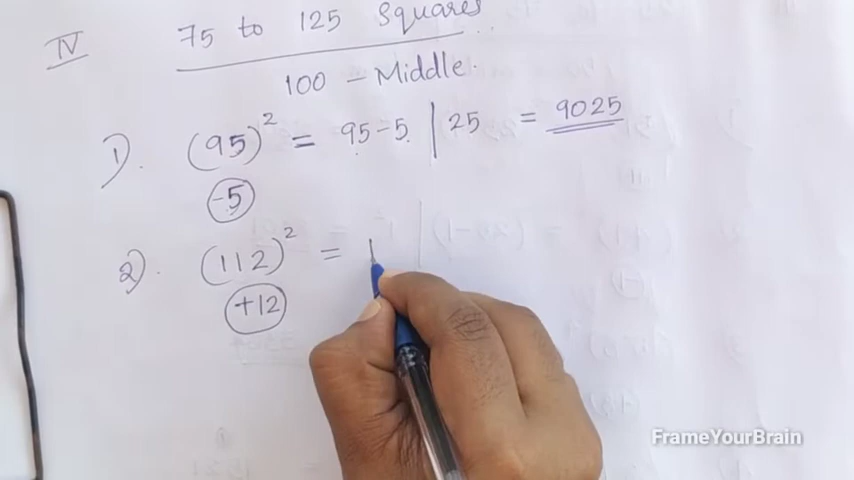 IV 75 to 125 Squares
100 - Middle.
1). (95)² = 95-5 | 25 = 9025
-5
2). (112)² = 1
+12
FrameYourBrain